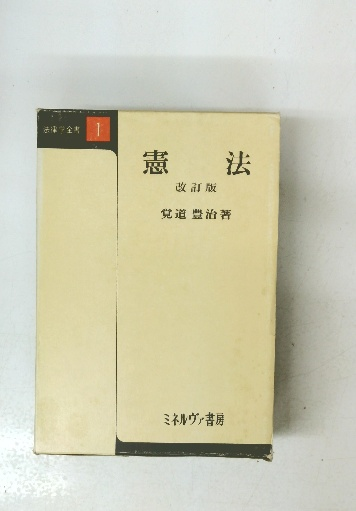 法律学全書 1
憲法
改訂版
覚道豊治著
ミネルヴァ書房